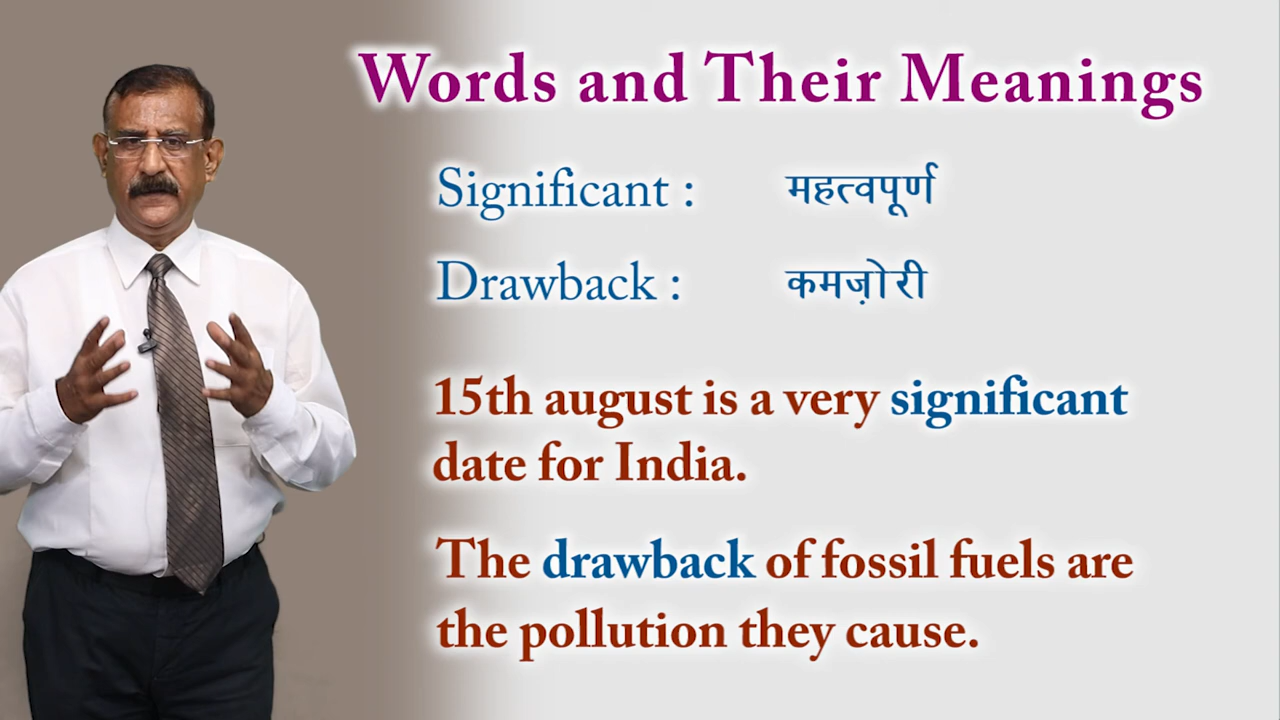 Words and Their Meanings
Significant : महत्वपूर्ण
Drawback : कमज़ोरी
15th august is a very significant
date for India.
The drawback of fossil fuels are
the pollution they cause.